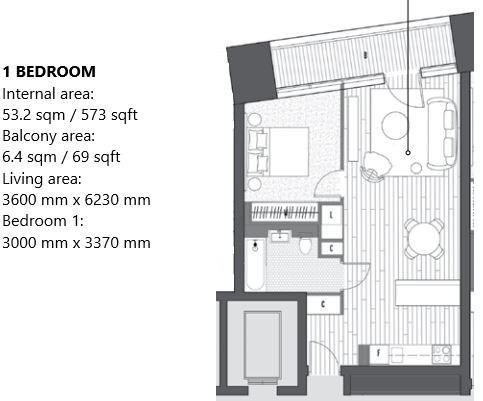 1 BEDROOM
Internal area:
53.2 sqm / 573 sqft
Balcony area:
6.4 sqm / 69 sqft
Living area:
3600 mm x 6230 mm
Bedroom 1:
3000 mm x 3370 mm
B
W
L
C
C
F